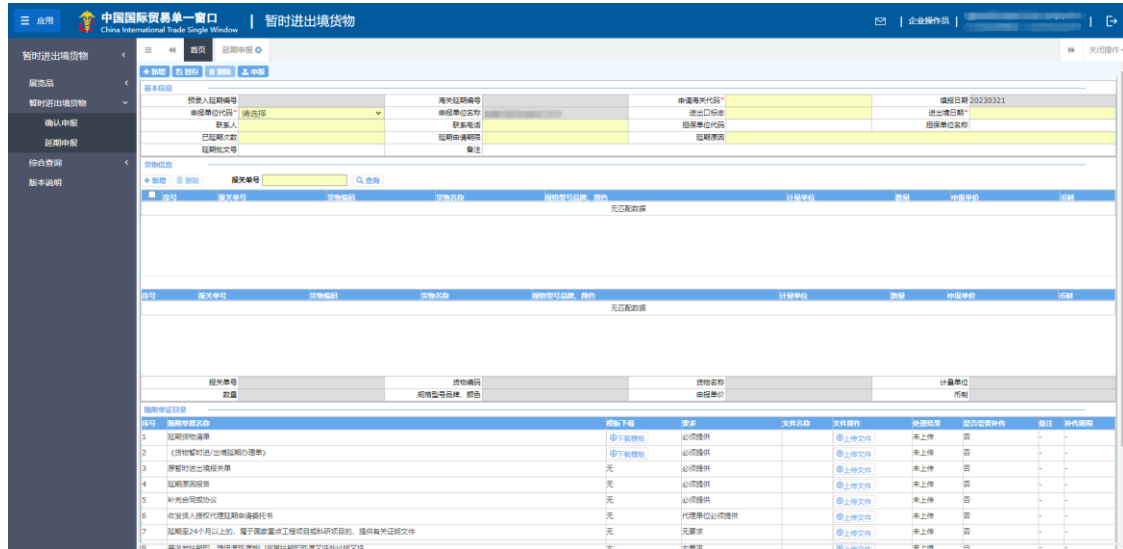 应用 中国国际贸易单一窗口 | 暂时进出境货物 企业操作员
China International Trade Single Window
暂时进出境货物
首页 延期申报 关闭操作
展览品
暂时进出境货物
确认申报
延期申报
综合查询
版本说明
新增 暂存 删除 申报
基本信息
预录入延期编号 海关延期编号 申请海关代码* 填报日期 20230321
申报单位代码* 请选择 申报单位名称 进出口标志 进出境日期*
联系人 联系电话 担保单位代码 担保单位名称
已延期次数 延期申请期限 延期原因
延期批文号 备注
货物信息
新增 删除 报关单号 查询
序号 报关单号 货物编码 货物名称 规格型号品牌、颜色 计量单位 数量 申报单价 币制
无匹配数据
序号 报关单号 货物编码 货物名称 规格型号品牌、颜色 计量单位 数量 申报单价 币制
无匹配数据
报关单号 货物编码 货物名称 计量单位
数量 规格型号品牌、颜色 申报单价 币制
随附单证目录
序号 随附单据名称 模板下载 要求 文件名称 文件操作 处理结果 是否需要补传 备注 补传期限
1 延期货物清单 下载模板 必须提供 上传文件 未上传 否 - -
2 《货物暂时进/出境延期办理单》 下载模板 必须提供 上传文件 未上传 否 - -
3 原暂时进出境报关单 无 必须提供 上传文件 未上传 否 - -
4 延期原因报告 无 必须提供 上传文件 未上传 否 - -
5 补充合同或协议 无 必须提供 上传文件 未上传 否 - -
6 收发货人授权代理延期申请委托书 无 代理单位必须提供 上传文件 未上传 否 - -
7 延期至24个月以上的，属于国家重点工程项目或科研项目的，提供有关证明文件 无 无要求 上传文件 未上传 否 - -